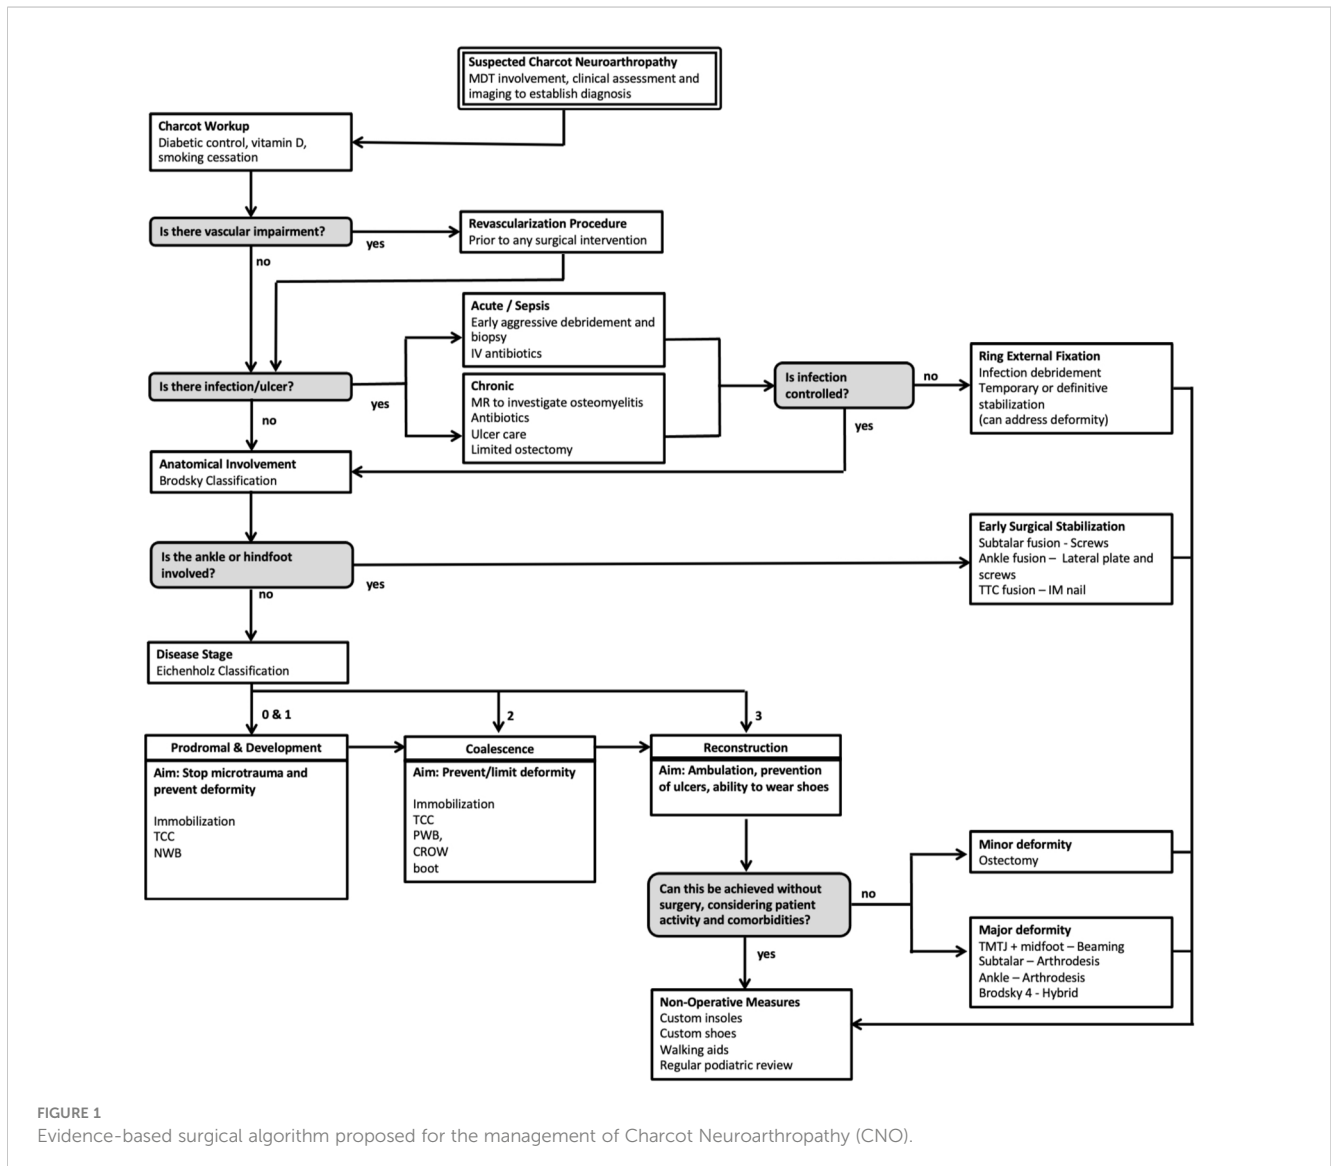 Suspected Charcot Neuroarthropathy
MDT involvement, clinical assessment and
imaging to establish diagnosis
Charcot Workup
Diabetic control, vitamin D,
smoking cessation
Is there vascular impairment?
yes
no
Revascularization Procedure
Prior to any surgical intervention
Is there infection/ulcer?
yes
no
Acute / Sepsis
Early aggressive debridement and
biopsy
IV antibiotics
Chronic
MR to investigate osteomyelitis
Antibiotics
Ulcer care
Limited ostectomy
Is infection
controlled?
no
yes
Ring External Fixation
Infection debridement
Temporary or definitive
stabilization
(can address deformity)
Anatomical Involvement
Brodsky Classification
Is the ankle or hindfoot
involved?
yes
no
Early Surgical Stabilization
Subtalar fusion - Screws
Ankle fusion – Lateral plate and
screws
TTC fusion – IM nail
Disease Stage
Eichenholz Classification
0 & 1
2
3
Prodromal & Development
Aim: Stop microtrauma and
prevent deformity
Immobilization
TCC
NWB
Coalescence
Aim: Prevent/limit deformity
Immobilization
TCC
PWB,
CROW
boot
Reconstruction
Aim: Ambulation, prevention
of ulcers, ability to wear shoes
Can this be achieved without
surgery, considering patient
activity and comorbidities?
no
yes
Minor deformity
Ostectomy
Major deformity
TMTJ + midfoot – Beaming
Subtalar – Arthrodesis
Ankle – Arthrodesis
Brodsky 4 - Hybrid
Non-Operative Measures
Custom insoles
Custom shoes
Walking aids
Regular podiatric review
FIGURE 1
Evidence-based surgical algorithm proposed for the management of Charcot Neuroarthropathy (CNO).